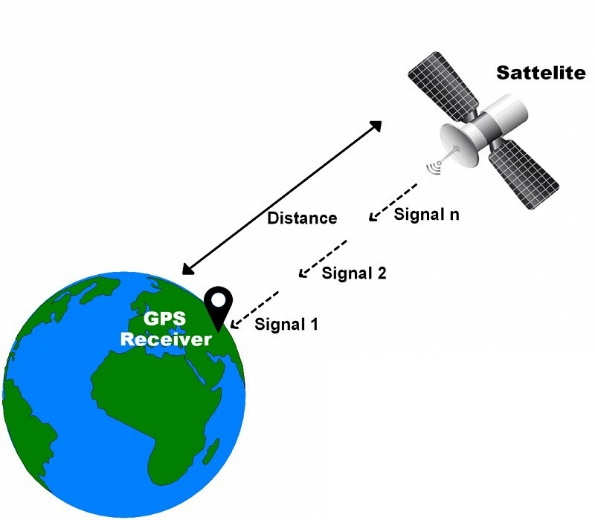 Sattelite
Distance
Signal n
Signal 2
Signal 1
GPS
Receiver